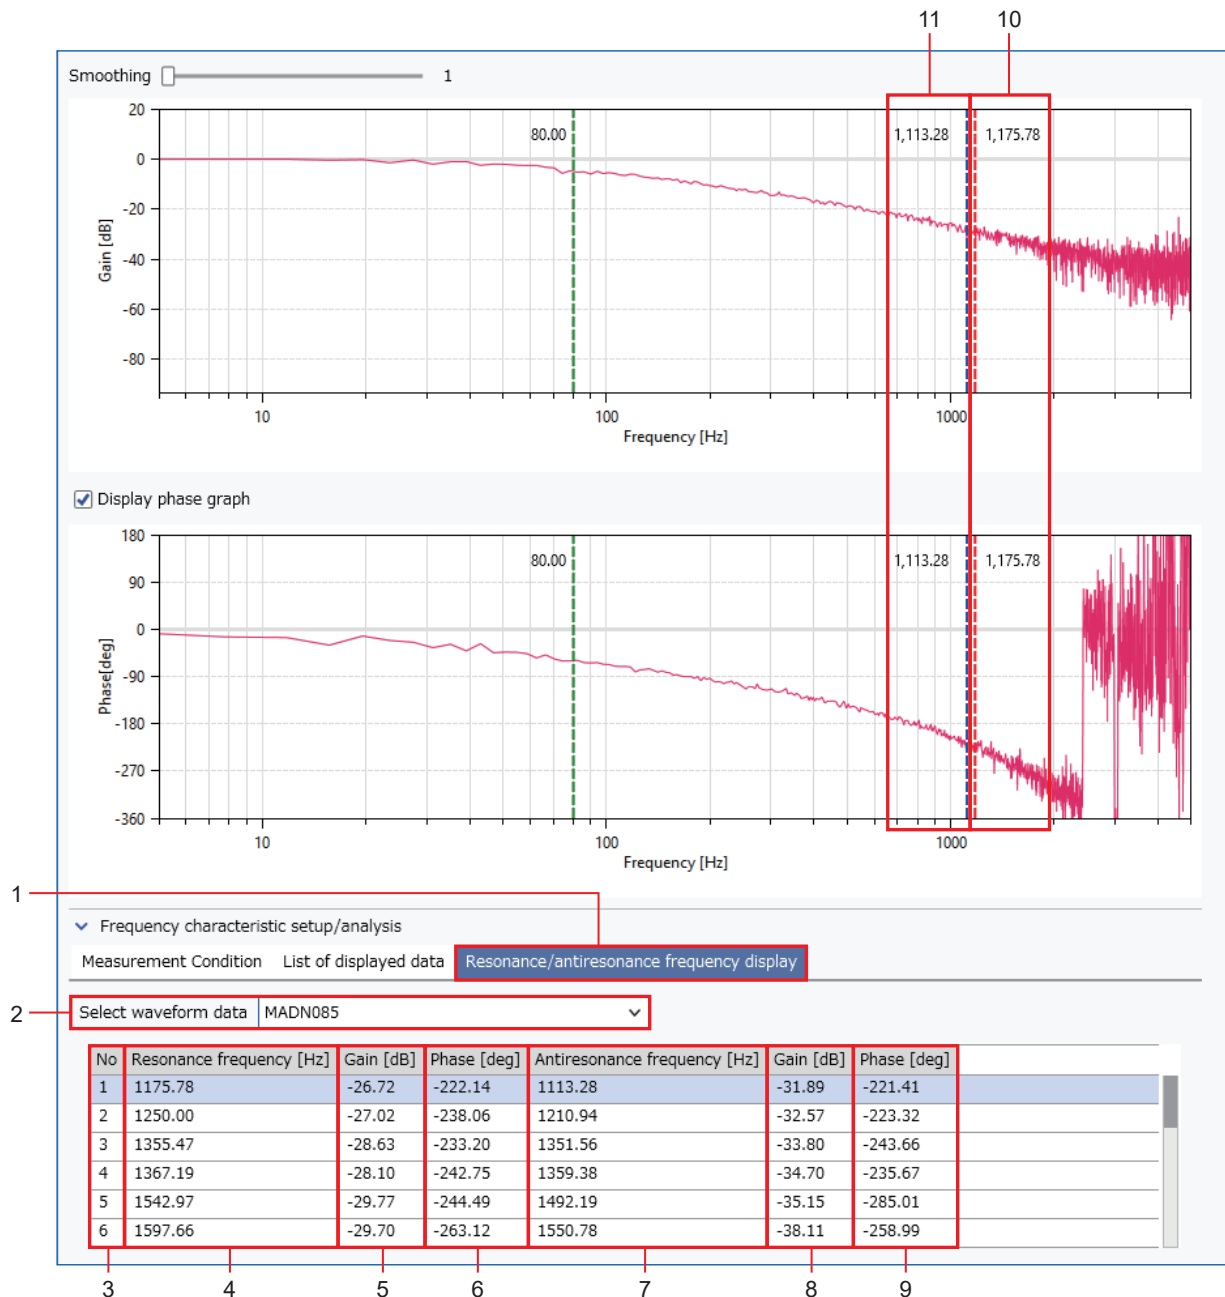 11 10
Smoothing 1
20
0
-20
-40
-60
-80
Gain [dB]
80.00 1,113.28 1,175.78
10 100 1000
Frequency [Hz]
Display phase graph
180
90
0
-90
-180
-270
-360
Phase[deg]
80.00 1,113.28 1,175.78
10 100 1000
Frequency [Hz]
1
Frequency characteristic setup/analysis
Measurement Condition List of displayed data Resonance/antiresonance frequency display
2 Select waveform data MADN085
No Resonance frequency [Hz] Gain [dB] Phase [deg] Antiresonance frequency [Hz] Gain [dB] Phase [deg]
1 1175.78 -26.72 -222.14 1113.28 -31.89 -221.41
2 1250.00 -27.02 -238.06 1210.94 -32.57 -223.32
3 1355.47 -28.63 -233.20 1351.56 -33.80 -243.66
4 1367.19 -28.10 -242.75 1359.38 -34.70 -235.67
5 1542.97 -29.77 -244.49 1492.19 -35.15 -285.01
6 1597.66 -29.70 -263.12 1550.78 -38.11 -258.99
3 4 5 6 7 8 9